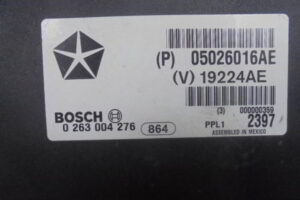 (P) 05026016AE
(V) 19224AE
(3) 000000359
BOSCH
0 263 004 276 864
PPL1 2397
ASSEMBLED IN MEXICO